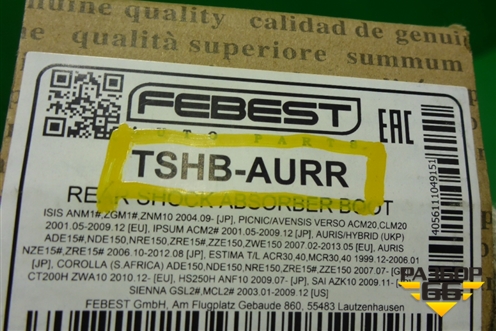 ne quality calidad de genui
e qualità superiore summum
FEBEST
AUTO PARTS
EAC
TSHB-AURR
REAR SHOCK ABSORBER BOOT
ISIS ANM1#,ZGM1#,ZNM10 2004.09- [JP], PICNIC/AVENSIS VERSO ACM20,CLM20
2001.05-2009.12 [EU], IPSUM ACM2# 2001.05-2009.12 [JP], AURIS/HYBRID (UKP)
ADE15#,NDE150,NRE150,ZRE15#,ZZE150,ZWE150 2007.02-2013.05 [EU], AURIS
NZE15#,ZRE15# 2006.10-2012.08 [JP], ESTIMA T/L ACR30,40,MCR30,40 1999.12-2006.01
[JP], COROLLA (S.AFRICA) ADE150,NDE150,NRE150,ZRE15#,ZZE150 2007.07- [G
CT200H ZWA10 2010.12- [EU], HS250H ANF10 2009.07- [JP], SAI AZK10 2009.11-
SIENNA GSL2#,MCL2# 2003.01-2009.12 [US]
FEBEST GmbH, Am Flugplatz Gebaude 860, 55483 Lautzenhausen
4056111049151
РАЗБОР
66